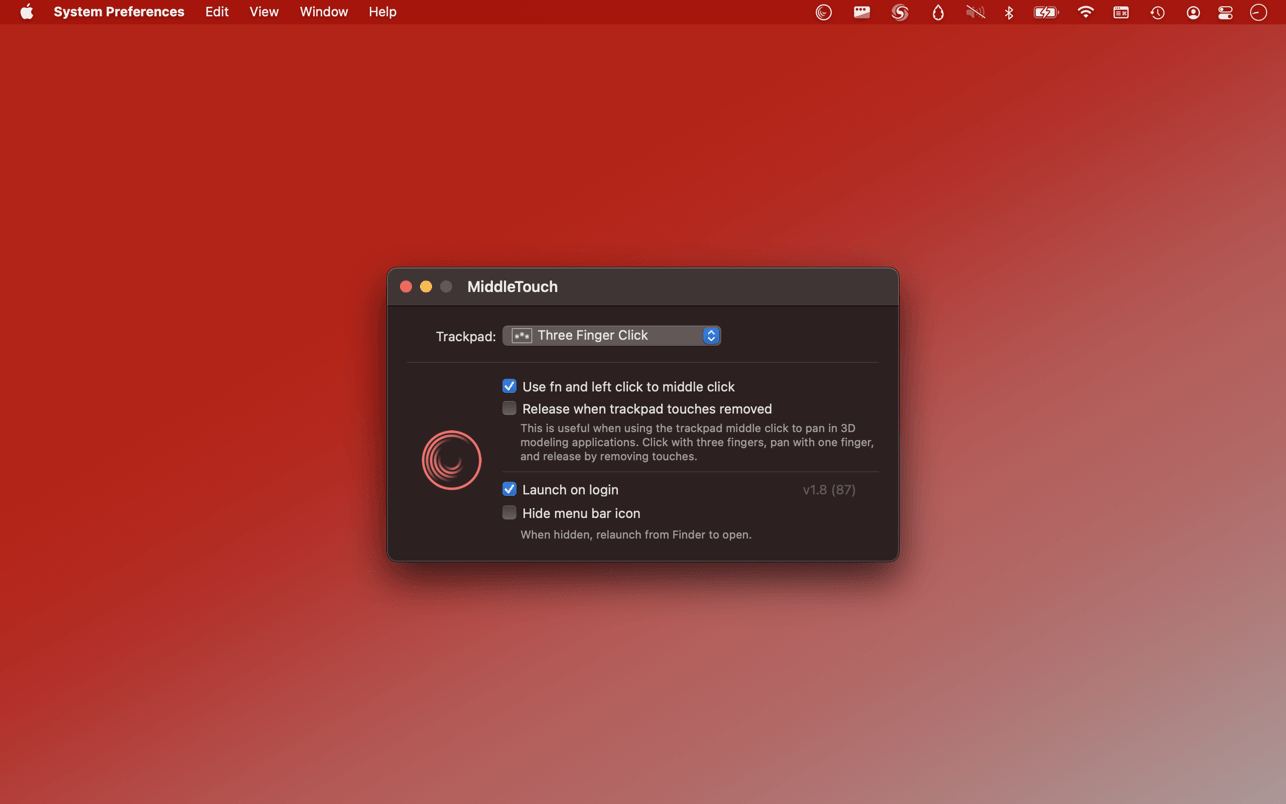 System Preferences Edit View Window Help
MiddleTouch
Trackpad: Three Finger Click
Use fn and left click to middle click
Release when trackpad touches removed
This is useful when using the trackpad middle click to pan in 3D
modeling applications. Click with three fingers, pan with one finger,
and release by removing touches.
Launch on login v1.8 (87)
Hide menu bar icon
When hidden, relaunch from Finder to open.